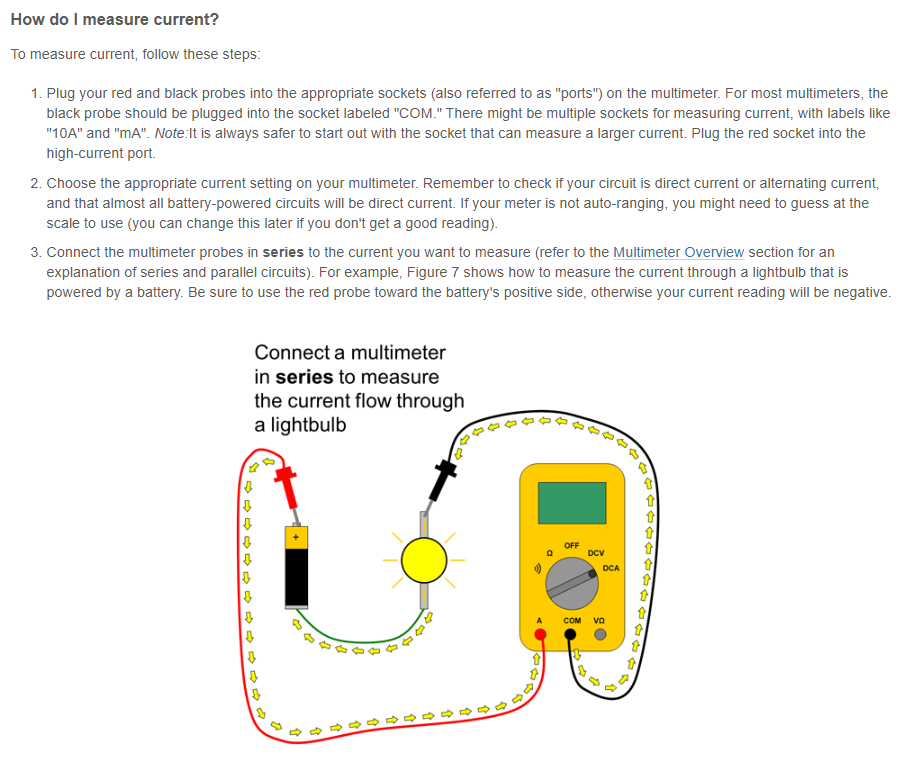 How do I measure current?
To measure current, follow these steps:
1. Plug your red and black probes into the appropriate sockets (also referred to as "ports") on the multimeter. For most multimeters, the
black probe should be plugged into the socket labeled "COM." There might be multiple sockets for measuring current, with labels like
"10A" and "mA". Note:It is always safer to start out with the socket that can measure a larger current. Plug the red socket into the
high-current port.
2. Choose the appropriate current setting on your multimeter. Remember to check if your circuit is direct current or alternating current,
and that almost all battery-powered circuits will be direct current. If your meter is not auto-ranging, you might need to guess at the
scale to use (you can change this later if you don't get a good reading).
3. Connect the multimeter probes in series to the current you want to measure (refer to the Multimeter Overview section for an
explanation of series and parallel circuits). For example, Figure 7 shows how to measure the current through a lightbulb that is
powered by a battery. Be sure to use the red probe toward the battery's positive side, otherwise your current reading will be negative.
Connect a multimeter
in series to measure
the current flow through
a lightbulb
+
OFF
Ω DCV
DCA
A COM VΩ